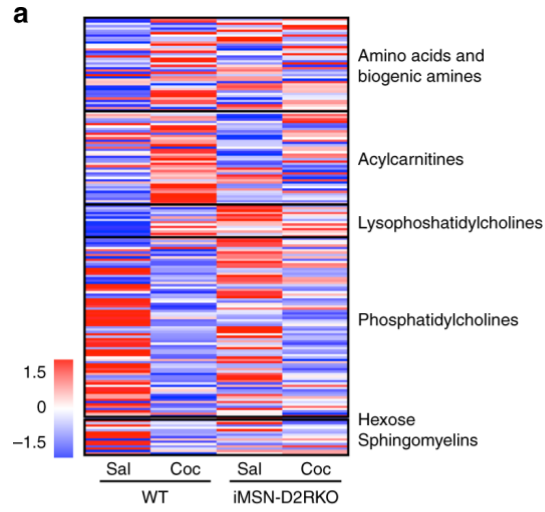 a
Amino acids and
biogenic amines
Acylcarnitines
Lysophoshatidylcholines
Phosphatidylcholines
Hexose
Sphingomyelins
1.5
0
−1.5
Sal Coc Sal Coc
WT iMSN-D2RKO